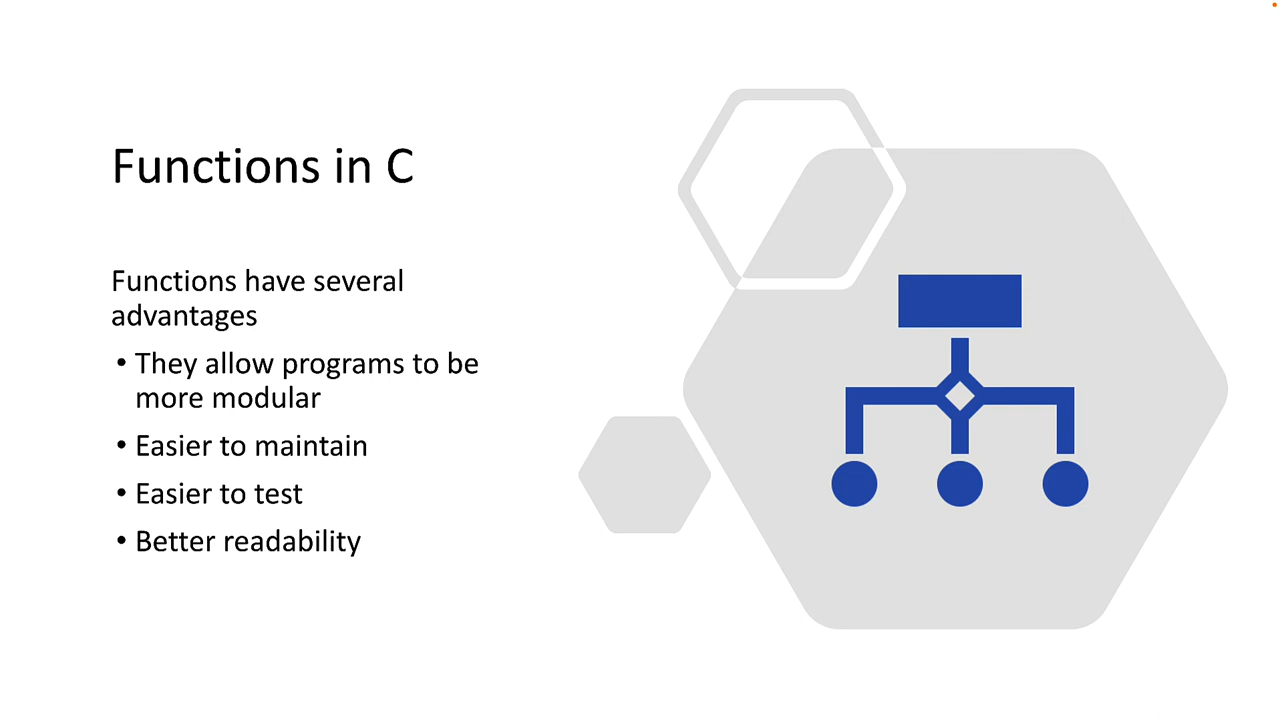 Functions in C
Functions have several
advantages
• They allow programs to be
more modular
• Easier to maintain
• Easier to test
• Better readability